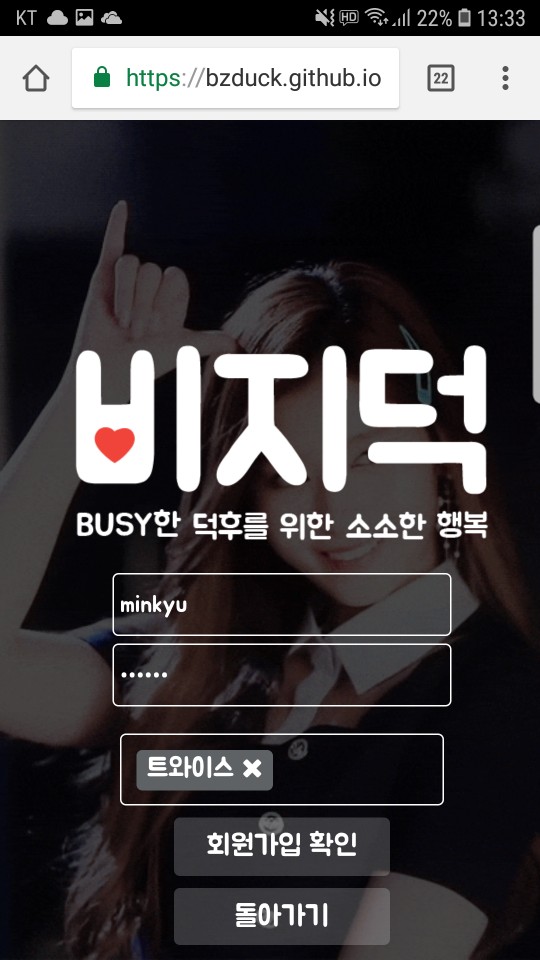 KT HD 22% 13:33
https://bzduck.github.io 22
비지덕
BUSY한 덕후를 위한 소소한 행복
minkyu
••••••
트와이스 ✖
회원가입 확인
돌아가기